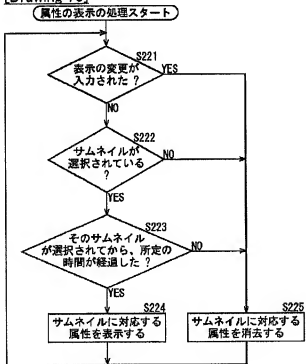 属性の表示の処理スタート
S221
表示の変更が
入力された？
YES
NO
S222
サムネイルが
選択されている
？
NO
YES
S223
そのサムネイル
が選択されてから、所定の
時間が経過した？
NO
YES
S224
サムネイルに対応する
属性を表示する
S225
サムネイルに対応する
属性を消去する